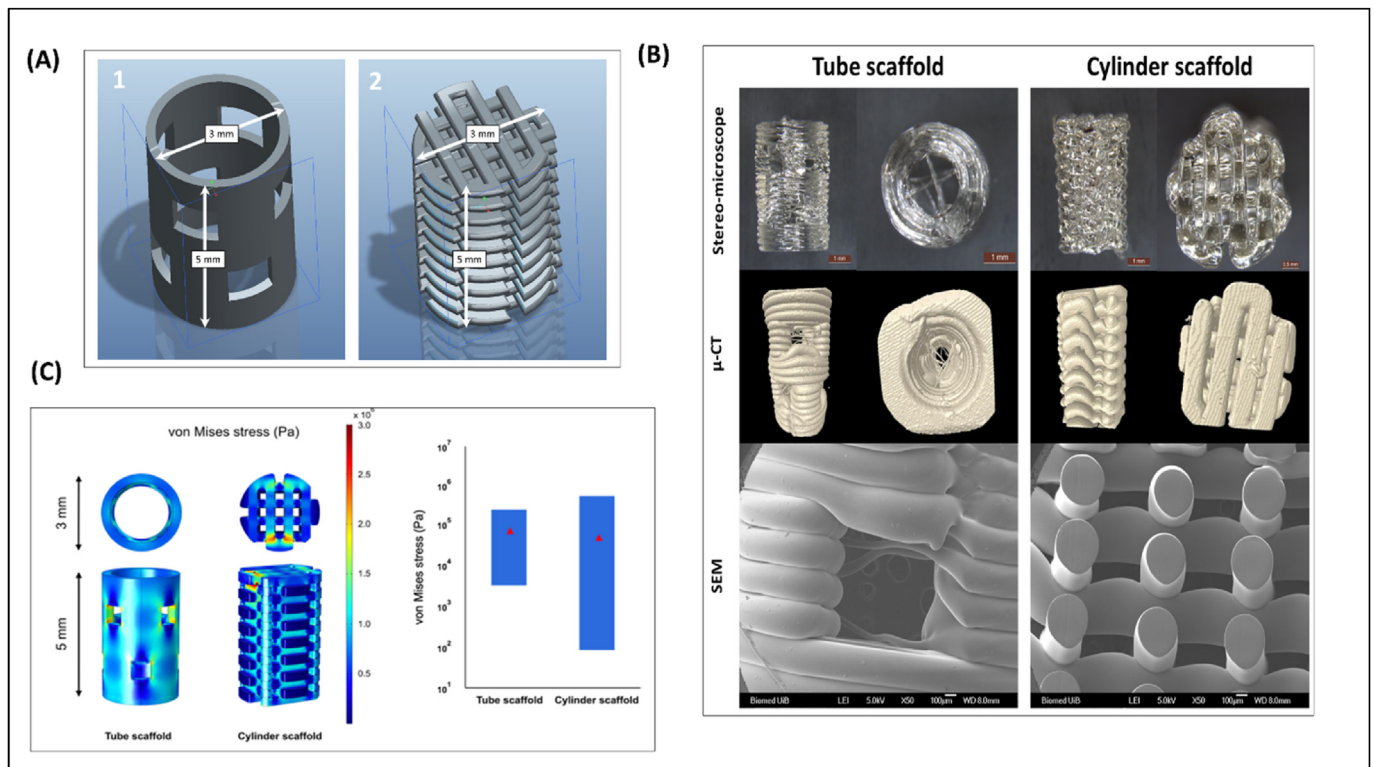 (A)
1
2
3 mm
3 mm
5 mm
5 mm
(B)
Tube scaffold
Cylinder scaffold
Stereo-microscope
1 mm
1 mm
1 mm
0.5 mm
µ-CT
SEM
Biomed UiB LEI 5.0kV X50 100µm WD 8.0mm
Biomed UiB LEI 5.0kV X50 100µm WD 8.0mm
(C)
von Mises stress (Pa)
x 10⁶
3.0
2.5
2.0
1.5
1.0
3 mm
5 mm
Tube scaffold
Cylinder scaffold
von Mises stress (Pa)
10⁷
10⁶
10⁵
10⁴
10³
10²
10¹
Tube scaffold
Cylinder scaffold